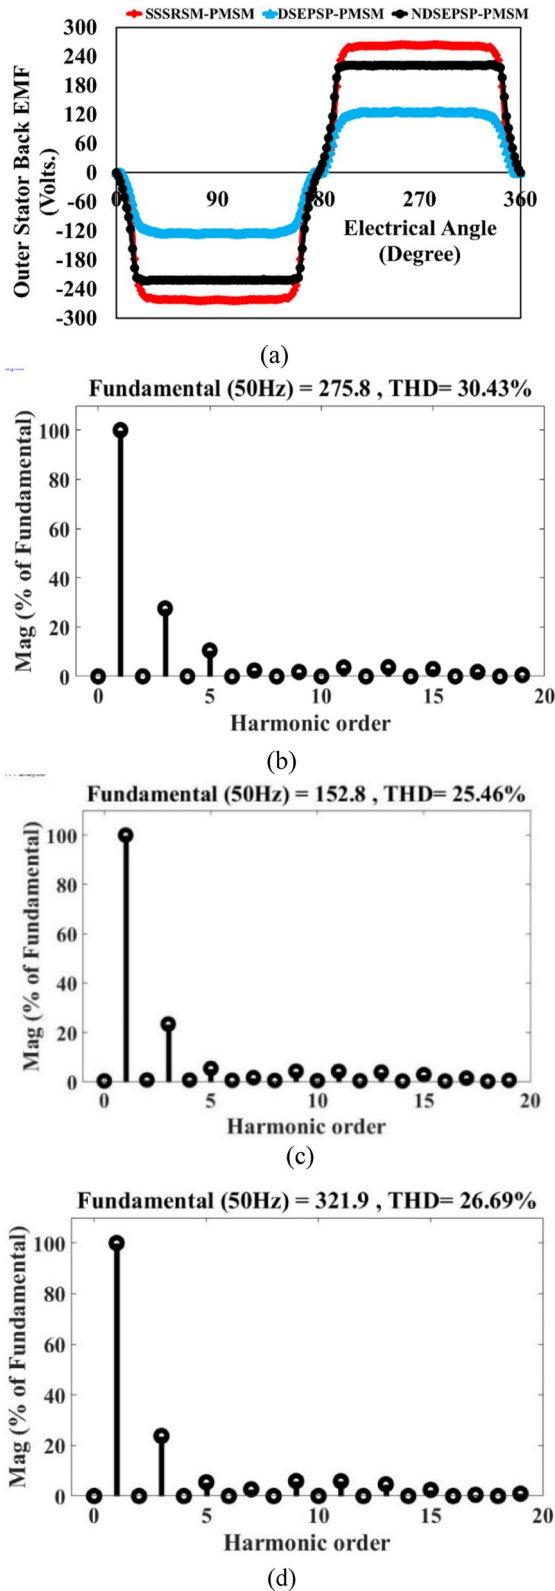 SSSRSM-PMSM DSEPSP-PMSM NDSEPSP-PMSM
300
240
180
120
60
0
-60
-120
-180
-240
-300
Outer Stator Back EMF
(Volts.)
0 90 180 270 360
Electrical Angle
(Degree)
(a)
Fundamental (50Hz) = 275.8 , THD= 30.43%
100
80
60
40
20
0
Mag (% of Fundamental)
0 5 10 15 20
Harmonic order
(b)
Fundamental (50Hz) = 152.8 , THD= 25.46%
100
80
60
40
20
0
Mag (% of Fundamental)
0 5 10 15 20
Harmonic order
(c)
Fundamental (50Hz) = 321.9 , THD= 26.69%
100
80
60
40
20
0
Mag (% of Fundamental)
0 5 10 15 20
Harmonic order
(d)